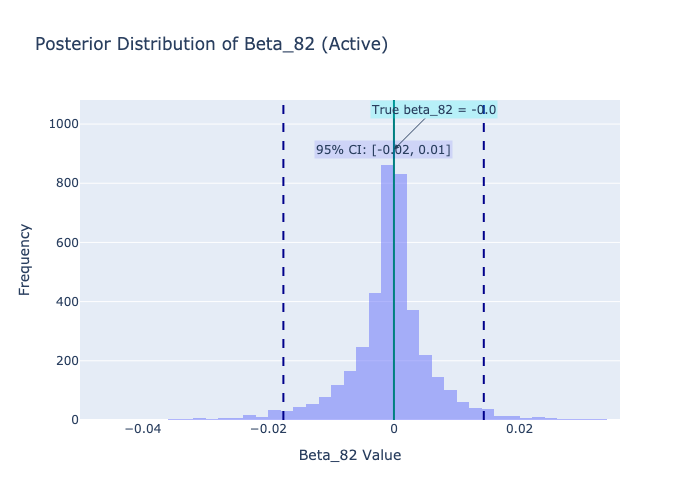 Posterior Distribution of Beta_82 (Active)
True beta_82 = -0.0
95% CI: [-0.02, 0.01]
1000
800
600
400
200
0
Frequency
−0.04
−0.02
0
0.02
Beta_82 Value